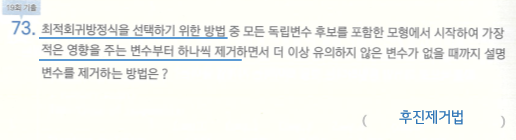 15회 기출
73. 최적회귀방정식을 선택하기 위한 방법 중 모든 독립변수 후보를 포함한 모형에서 시작하여 가장
적은 영향을 주는 변수부터 하나씩 제거하면서 더 이상 유의하지 않은 변수가 없을 때까지 설명
변수를 제거하는 방법은?
( 후진제거법 )